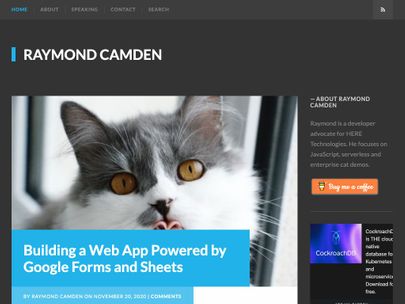 HOME ABOUT SPEAKING CONTACT SEARCH
RAYMOND CAMDEN
Building a Web App Powered by
Google Forms and Sheets
BY RAYMOND CAMDEN ON NOVEMBER 20, 2020 | COMMENTS
— ABOUT RAYMOND
CAMDEN
Raymond is a developer
advocate for HERE
Technologies. He focuses on
JavaScript, serverless and
enterprise cat demos.
Buy me a coffee
CockroachDB
CockroachDB
is THE cloud
native
database for
Kubernetes
and
microservices
Download for
free.